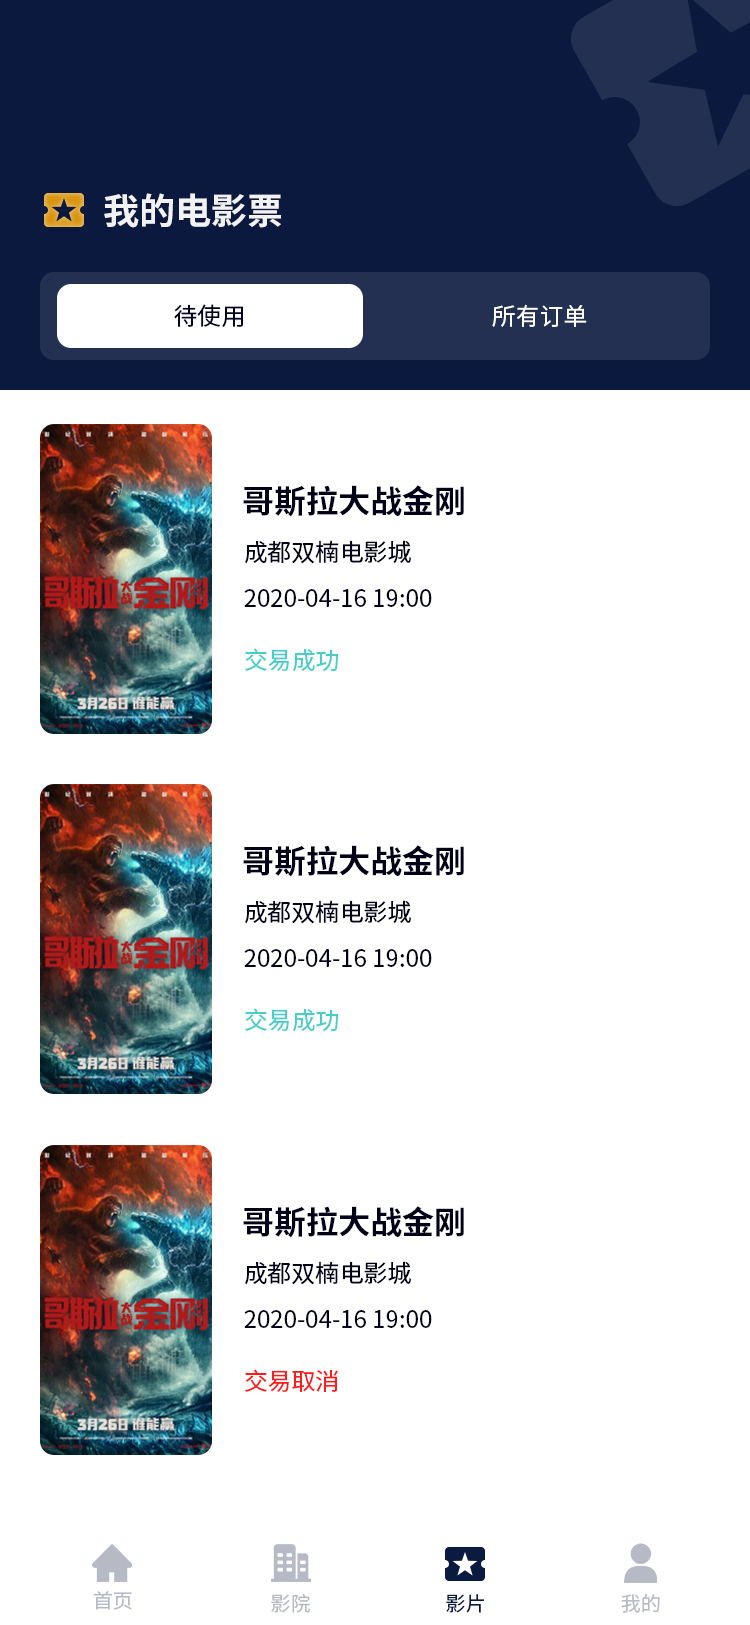 我的电影票
待使用
所有订单
哥斯拉大战金刚
3月26日 谁能赢
哥斯拉大战金刚
成都双楠电影城
2020-04-16 19:00
交易成功
哥斯拉大战金刚
3月26日 谁能赢
哥斯拉大战金刚
成都双楠电影城
2020-04-16 19:00
交易成功
哥斯拉大战金刚
3月26日 谁能赢
哥斯拉大战金刚
成都双楠电影城
2020-04-16 19:00
交易取消
首页
影院
影片
我的